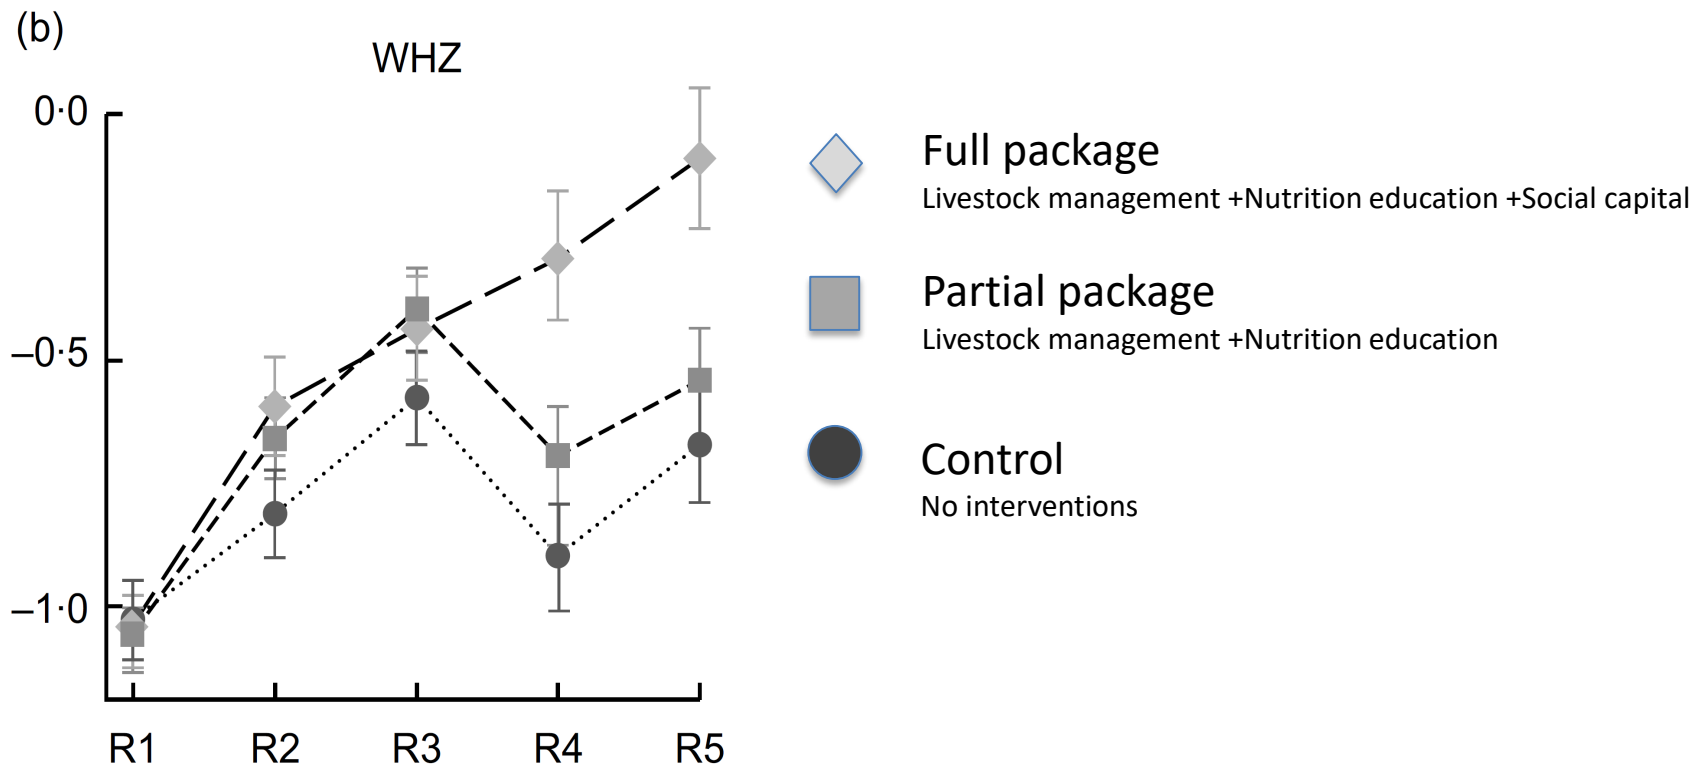 (b)
WHZ
0·0
–0·5
–1·0
R1 R2 R3 R4 R5
Full package
Livestock management +Nutrition education +Social capital
Partial package
Livestock management +Nutrition education
Control
No interventions